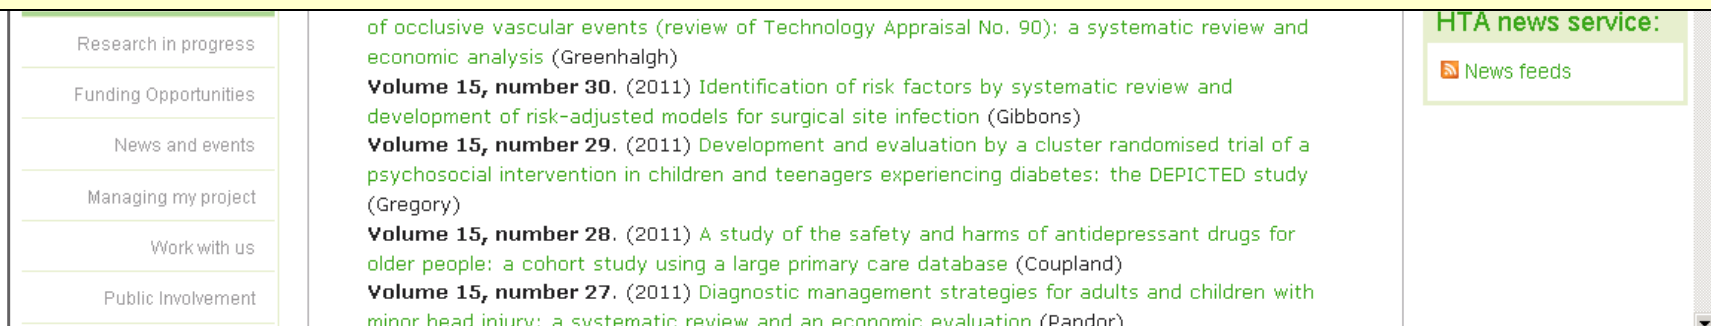 Research in progress
Funding Opportunities
News and events
Managing my project
Work with us
Public Involvement
of occlusive vascular events (review of Technology Appraisal No. 90): a systematic review and
economic analysis (Greenhalgh)
Volume 15, number 30. (2011) Identification of risk factors by systematic review and
development of risk-adjusted models for surgical site infection (Gibbons)
Volume 15, number 29. (2011) Development and evaluation by a cluster randomised trial of a
psychosocial intervention in children and teenagers experiencing diabetes: the DEPICTED study
(Gregory)
Volume 15, number 28. (2011) A study of the safety and harms of antidepressant drugs for
older people: a cohort study using a large primary care database (Coupland)
Volume 15, number 27. (2011) Diagnostic management strategies for adults and children with
minor head injury: a systematic review and an economic evaluation (Pandor)
HTA news service:
News feeds